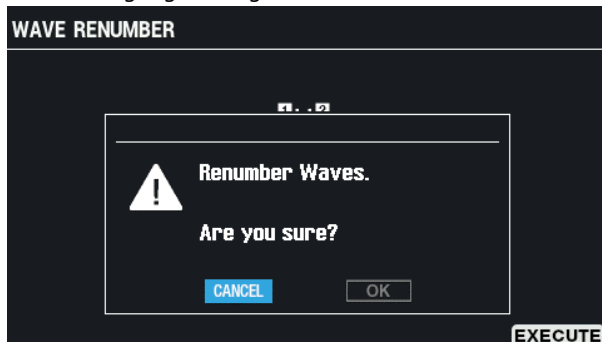 WAVE RENUMBER
Renumber Waves.
Are you sure?
CANCEL OK
EXECUTE